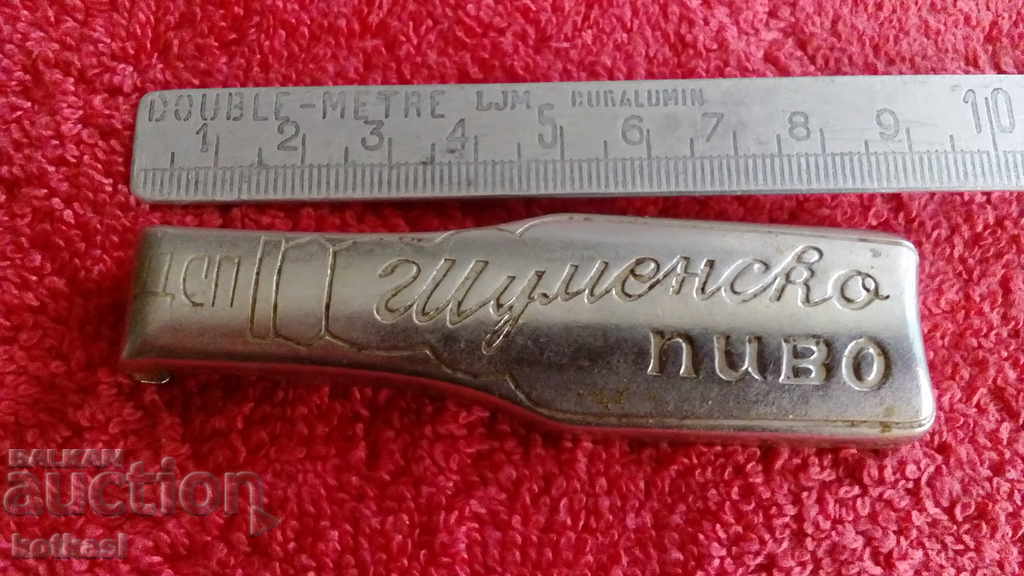 DOUBLE-METRE LJM DURALUMIN
1 2 3 4 5 6 7 8 9 10
ДСП
Шуменско
пиво
BALKAN
auction
kotkasl